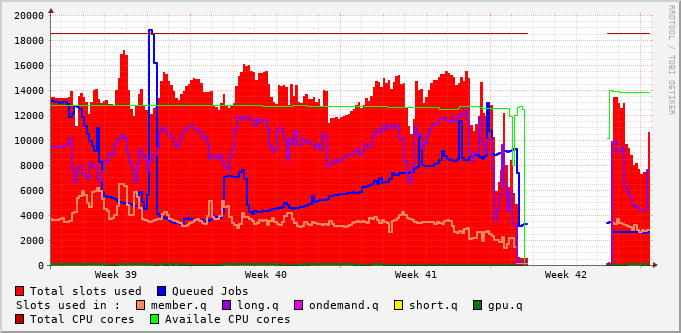 20000
18000
16000
14000
12000
10000
8000
6000
4000
2000
0
Week 39 Week 40 Week 41 Week 42
RRDTOOL / TOBI OETIKER
Total slots used Queued Jobs
Slots used in : member.q long.q ondemand.q short.q gpu.q
Total CPU cores Availale CPU cores